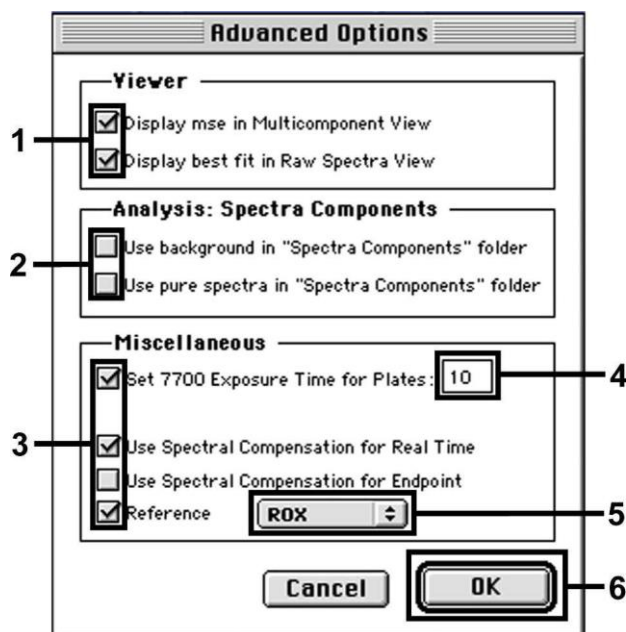 Advanced Options
Viewer
1
Display mse in Multicomponent View
Display best fit in Raw Spectra View
Analysis: Spectra Components
Use background in "Spectra Components" folder
2
Use pure spectra in "Spectra Components" folder
Miscellaneous
Set 7700 Exposure Time for Plates: 10 4
3 Use Spectral Compensation for Real Time
Use Spectral Compensation for Endpoint
Reference ROX 5
Cancel OK 6